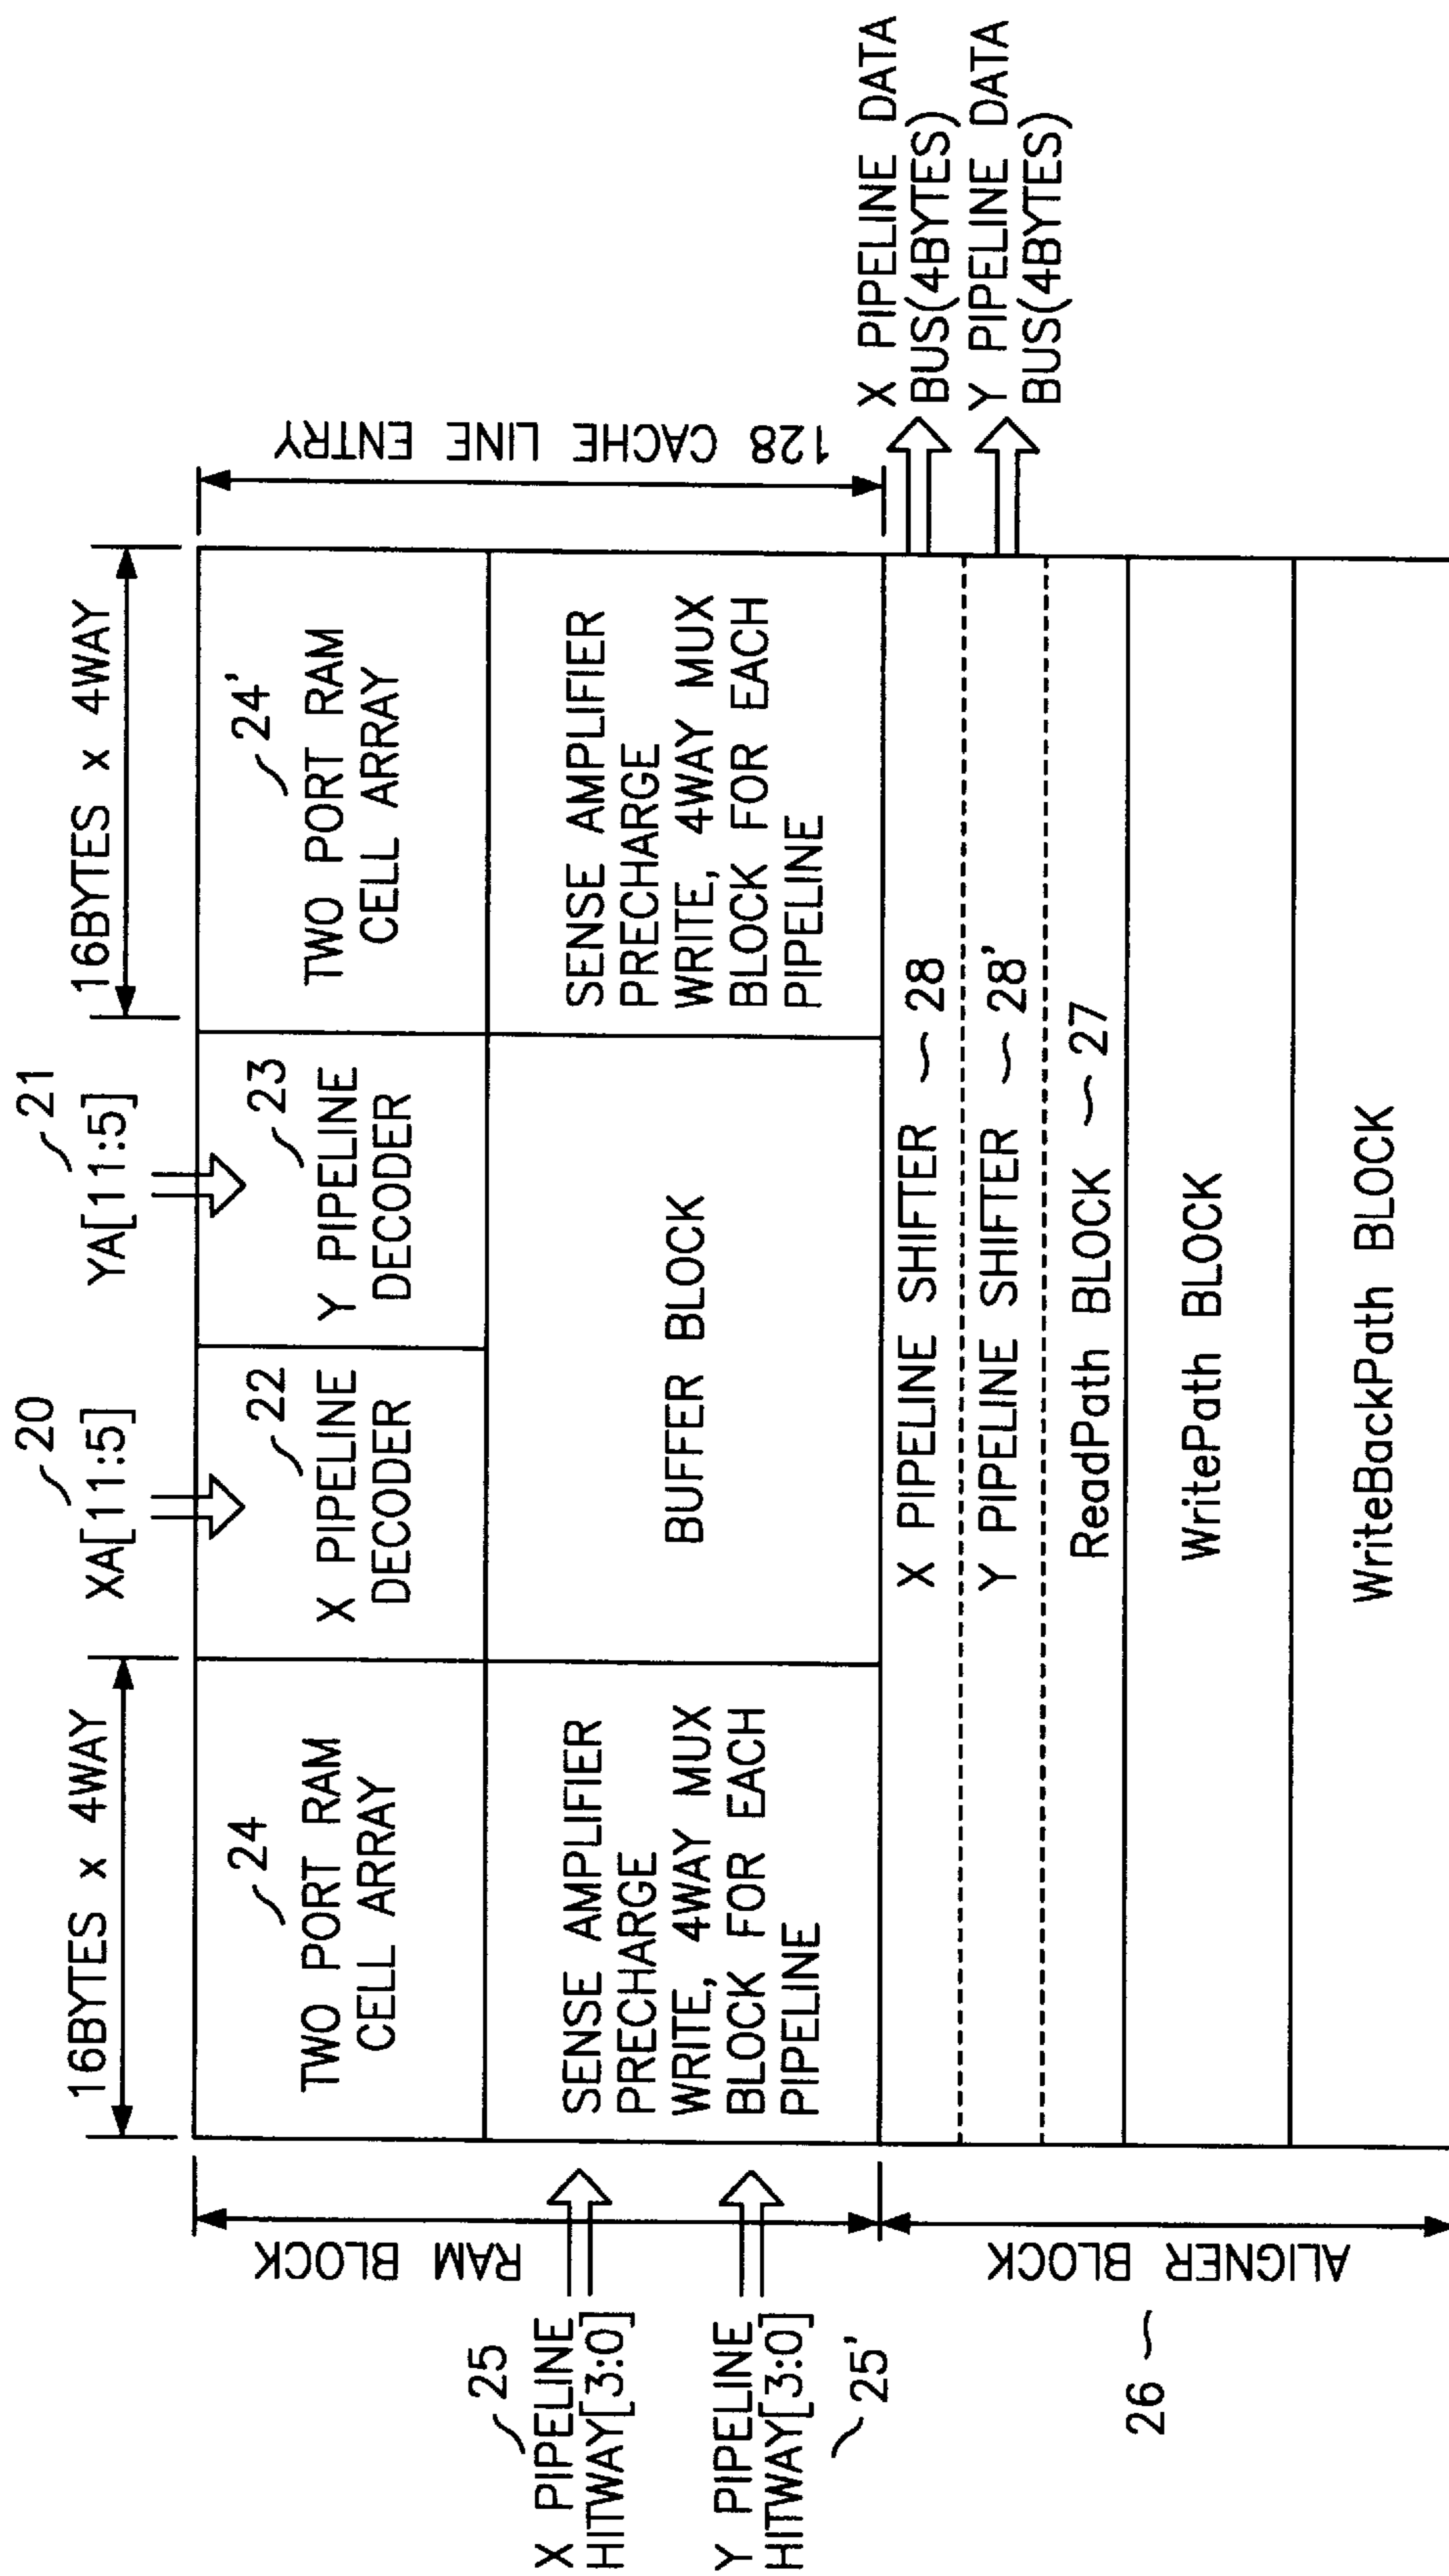 20
XA[11:5]
21
YA[11:5]
16BYTES x 4WAY
16BYTES x 4WAY
24
TWO PORT RAM
CELL ARRAY
22
X PIPELINE
DECODER
23
Y PIPELINE
DECODER
24'
TWO PORT RAM
CELL ARRAY
RAM BLOCK
128 CACHE LINE ENTRY
25
X PIPELINE
HITWAY[3:0]
Y PIPELINE
HITWAY[3:0]
25'
SENSE AMPLIFIER
PRECHARGE
WRITE, 4WAY MUX
BLOCK FOR EACH
PIPELINE
BUFFER BLOCK
SENSE AMPLIFIER
PRECHARGE
WRITE, 4WAY MUX
BLOCK FOR EACH
PIPELINE
X PIPELINE SHIFTER ~ 28
Y PIPELINE SHIFTER ~ 28'
ReadPath BLOCK ~ 27
X PIPELINE DATA
BUS(4BYTES)
Y PIPELINE DATA
BUS(4BYTES)
26 ~
ALIGNER BLOCK
WritePath BLOCK
WriteBackPath BLOCK